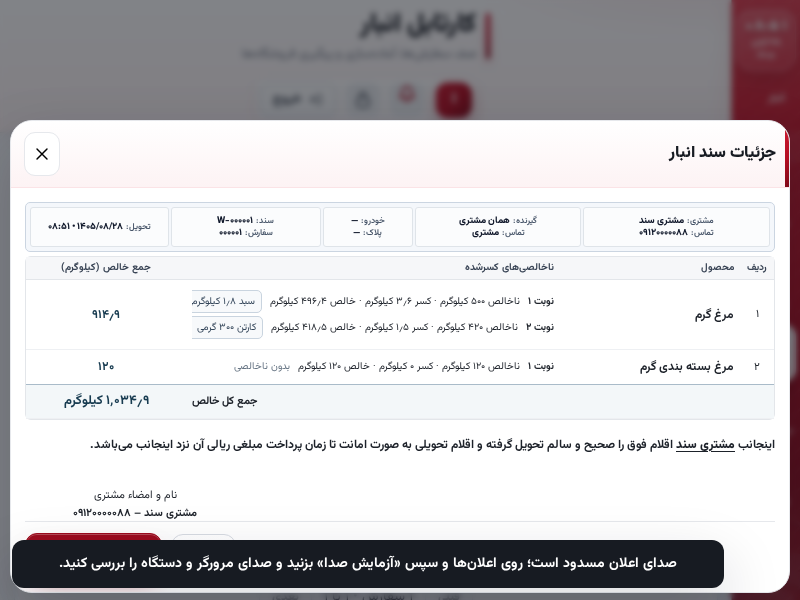 کارتابل انبار
خروج
جزئیات سند انبار
مشتری: مشتری سند
تماس: ۰۹۱۲۰۰۰۰۰۸۸
گیرنده: همان مشتری
تماس: مشتری
خودرو: —
پلاک: —
سند: W-۰۰۰۰۰۱
سفارش: ۰۰۰۰۰۱
تحویل: ۱۴۰۵/۰۸/۲۸ • ۰۸:۵۱
ردیف محصول ناخالصی‌های کسرشده جمع خالص (کیلوگرم)
۱ مرغ گرم
نوبت ۱ ناخالص ۵۰۰ کیلوگرم · کسر ۳٫۶ کیلوگرم · خالص ۴۹۶٫۴ کیلوگرم سبد ۱٫۸ کیلوگرم
نوبت ۲ ناخالص ۴۲۰ کیلوگرم · کسر ۱٫۵ کیلوگرم · خالص ۴۱۸٫۵ کیلوگرم کارتن ۳۰۰ گرمی
۹۱۴٫۹
۲ مرغ بسته بندی گرم نوبت ۱ ناخالص ۱۲۰ کیلوگرم · کسر ۰ کیلوگرم · خالص ۱۲۰ کیلوگرم بدون ناخالصی ۱۲۰
جمع کل خالص ۱٬۰۳۴٫۹ کیلوگرم
اینجانب مشتری سند اقلام فوق را صحیح و سالم تحویل گرفته و اقلام تحویلی به صورت امانت تا زمان پرداخت مبلغی ریالی آن نزد اینجانب می‌باشد.
نام و امضاء مشتری
مشتری سند – ۰۹۱۲۰۰۰۰۰۸۸
صدای اعلان مسدود است؛ روی اعلان‌ها و سپس «آزمایش صدا» بزنید و صدای مرورگر و دستگاه را بررسی کنید.